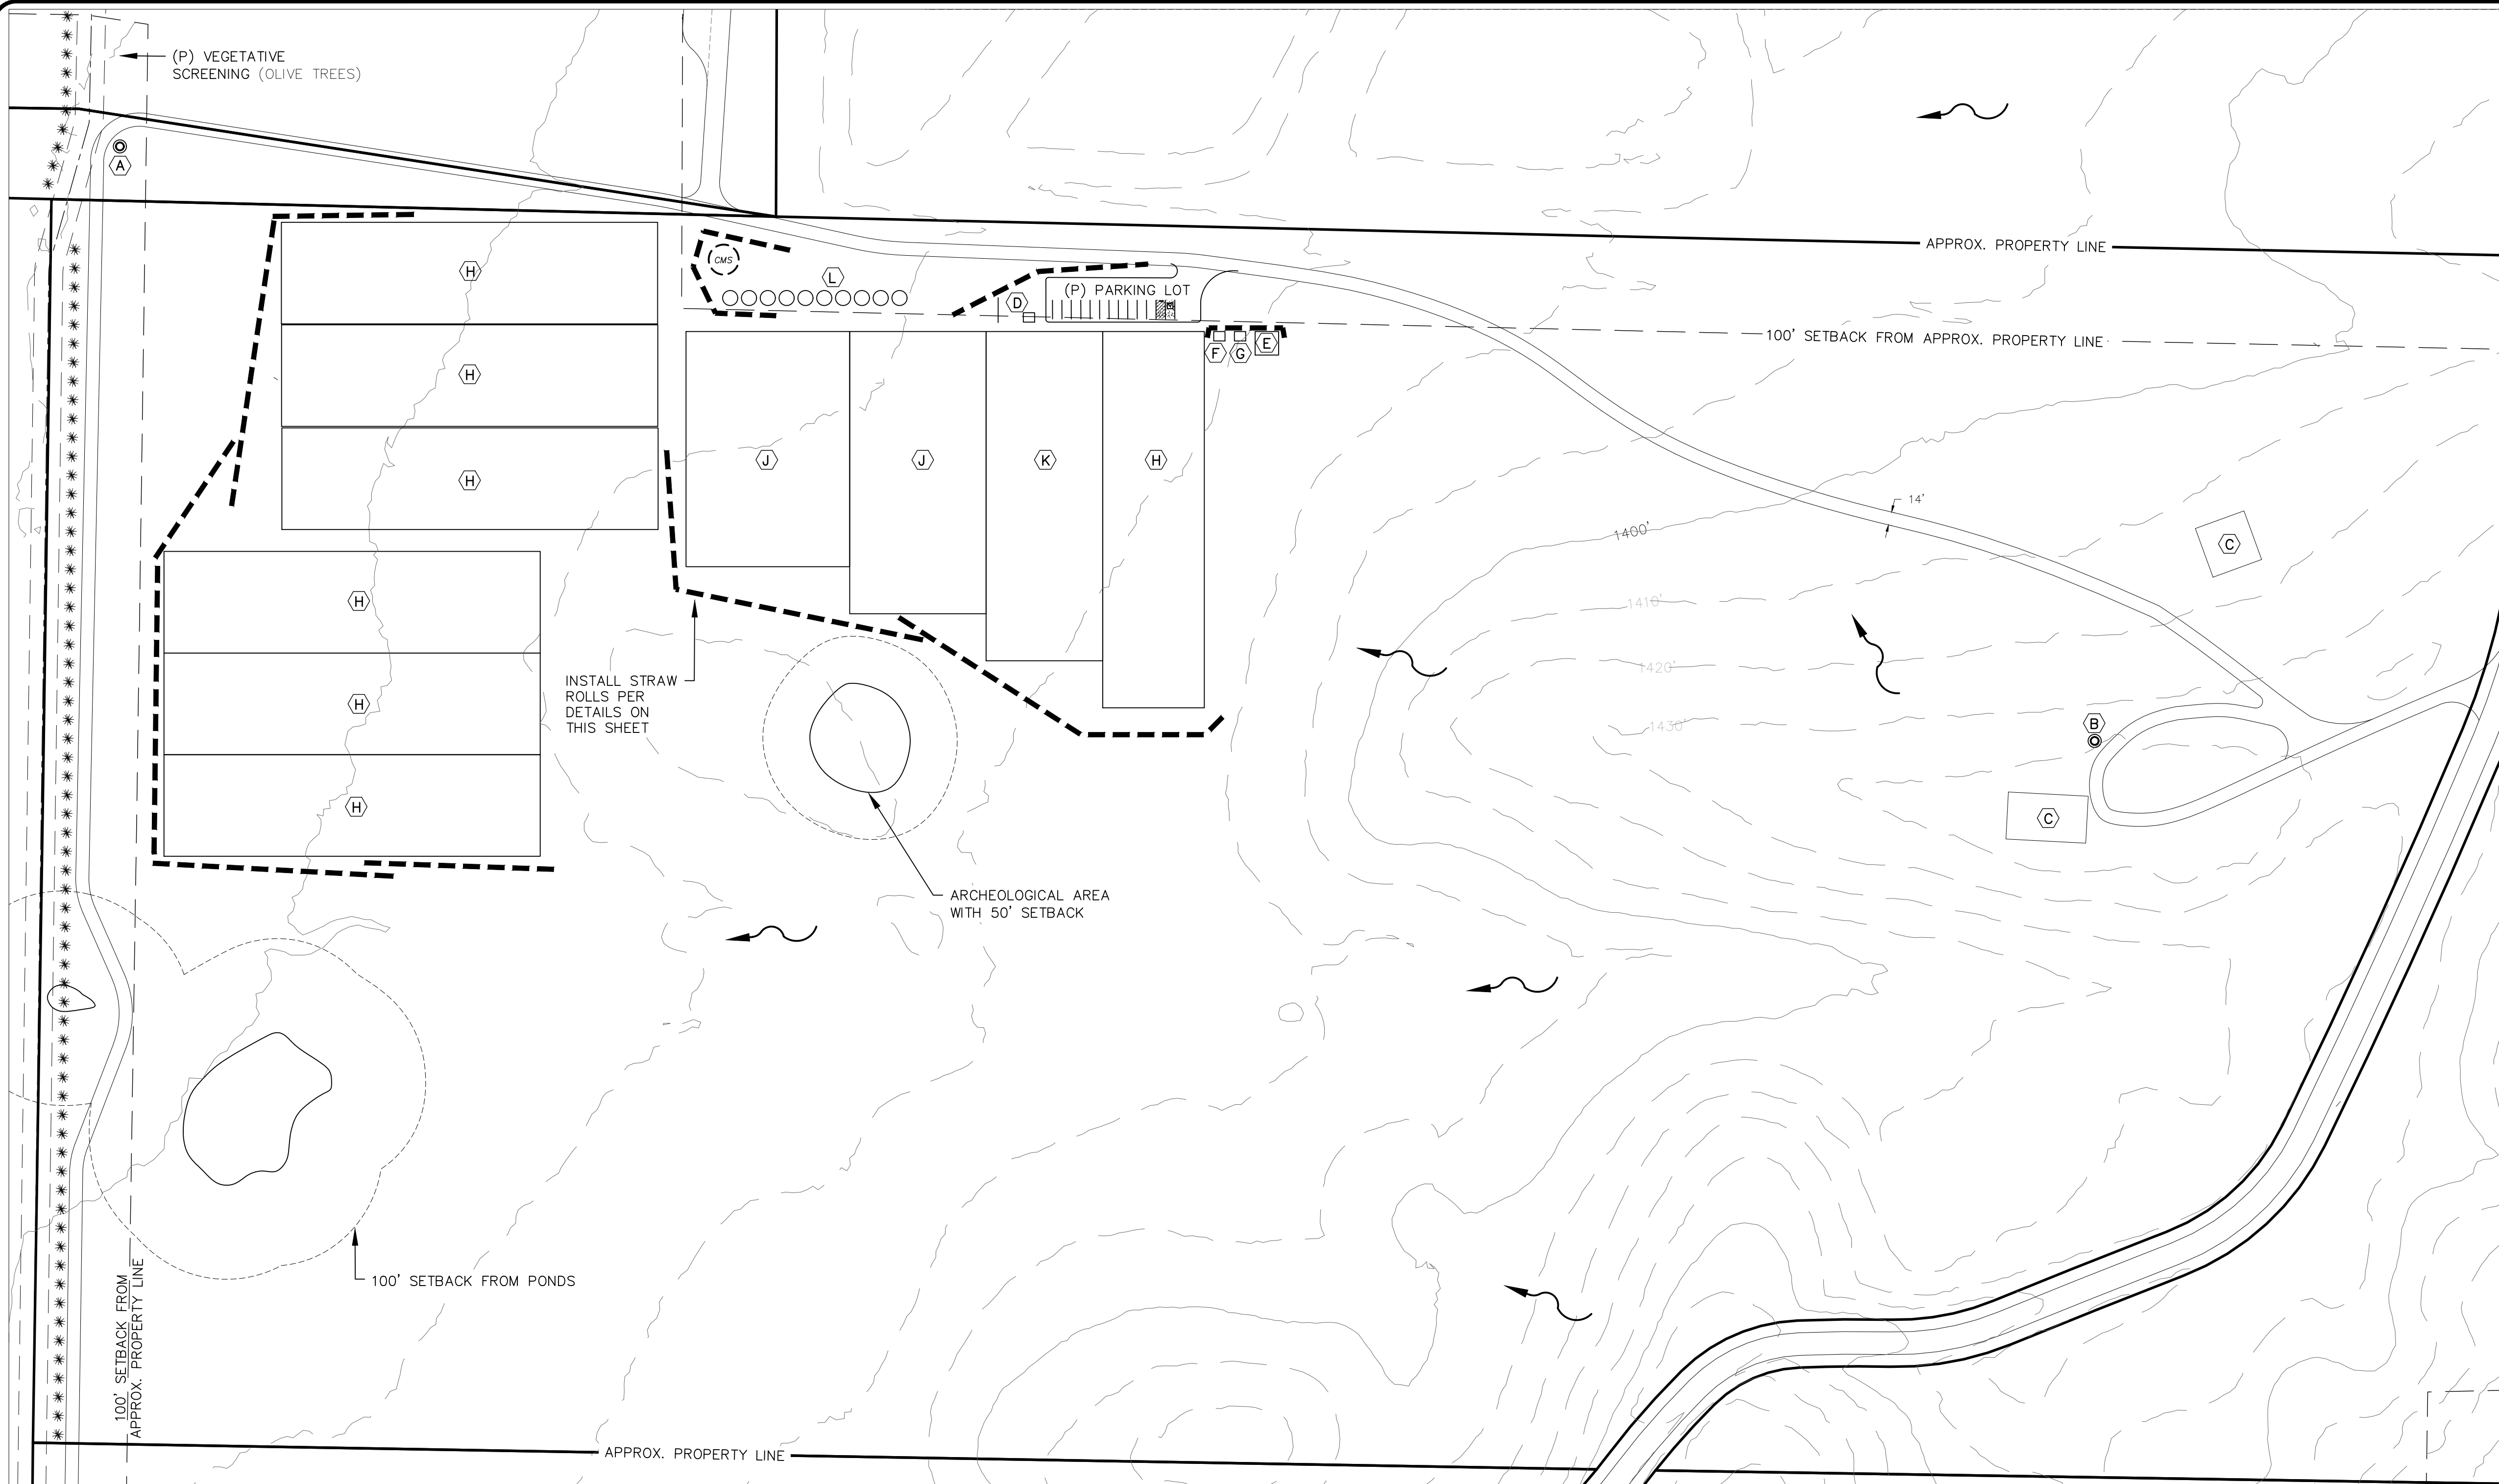 (P) VEGETATIVE
SCREENING (OLIVE TREES)
A
APPROX. PROPERTY LINE
CMS
H
L
(P) PARKING LOT
D
100' SETBACK FROM APPROX. PROPERTY LINE
F
G
E
H
H
J
J
K
H
14'
1400'
C
H
1410'
1420'
1430'
INSTALL STRAW
ROLLS PER
DETAILS ON
THIS SHEET
H
B
H
C
ARCHEOLOGICAL AREA
WITH 50' SETBACK
100' SETBACK FROM PONDS
100' SETBACK FROM
APPROX. PROPERTY LINE
APPROX. PROPERTY LINE